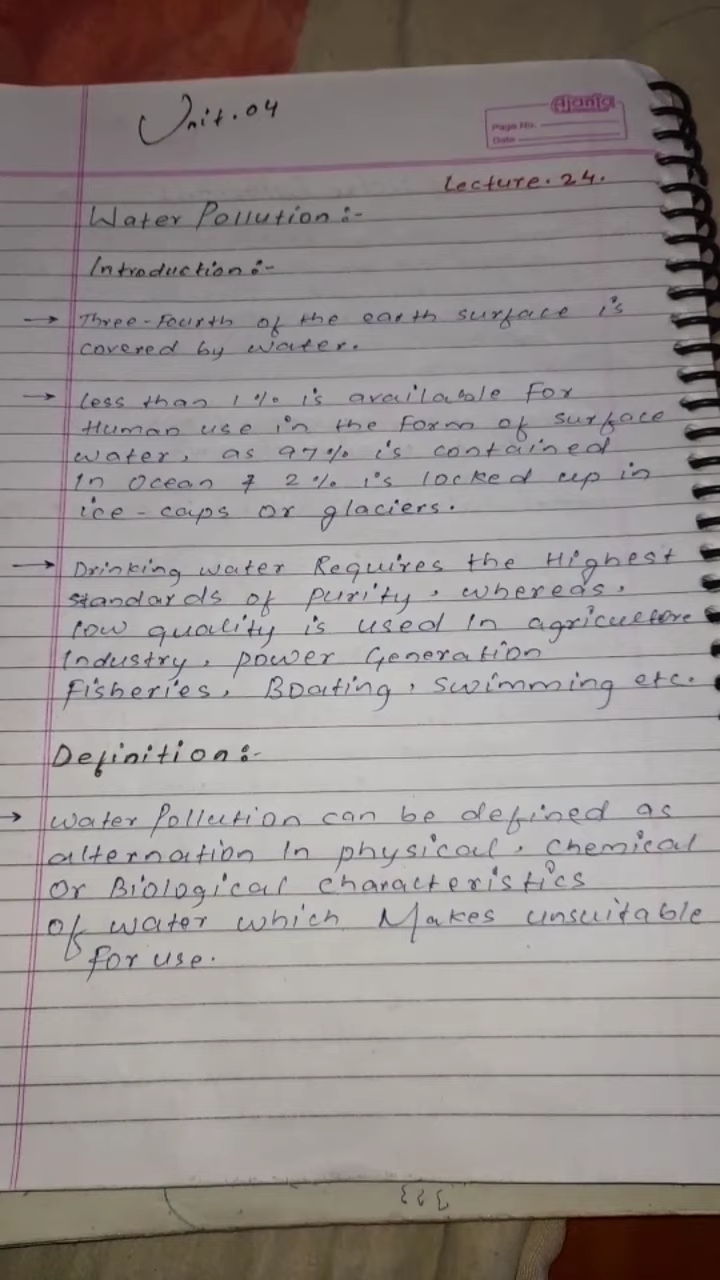 Unit.04
Ajanta
Page No.
Date
Lecture.24.
Water Pollution:-
Introduction:-
→ Three-Fourth of the earth surface is
covered by water.
→ Less than 1% is available for
Human use in the form of surface
water, as 97% is contained
In Ocean & 2% is locked up in
ice-caps or glaciers.
→ Drinking water Requires the Highest
standards of purity, whereas,
low quality is used In agriculture
Industry, power Generation
Fisheries, Boating, swimming etc.
Definition:-
→ water Pollution can be defined as
alternation In physical, chemical
Or Biological characteristics
Of water which Makes unsuitable
for use.
323